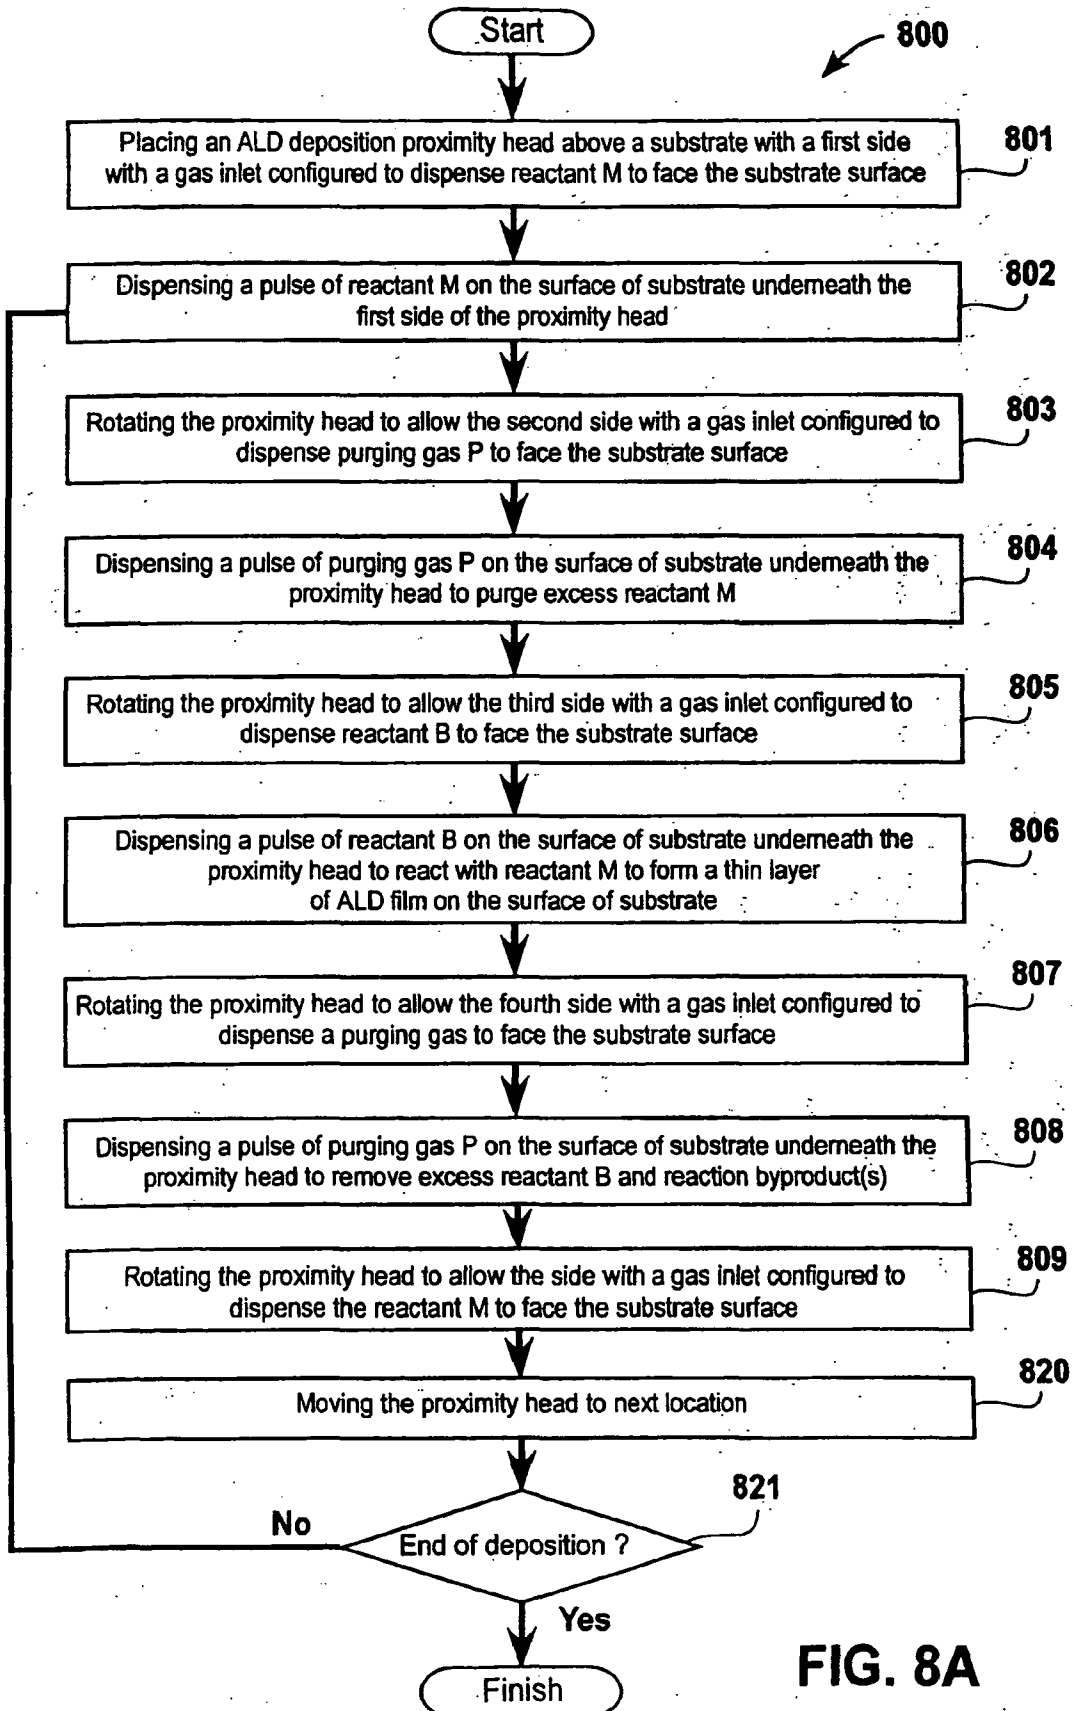 Start
800
Placing an ALD deposition proximity head above a substrate with a first side
with a gas inlet configured to dispense reactant M to face the substrate surface
801
Dispensing a pulse of reactant M on the surface of substrate underneath the
first side of the proximity head
802
Rotating the proximity head to allow the second side with a gas inlet configured to
dispense purging gas P to face the substrate surface
803
Dispensing a pulse of purging gas P on the surface of substrate underneath the
proximity head to purge excess reactant M
804
Rotating the proximity head to allow the third side with a gas inlet configured to
dispense reactant B to face the substrate surface
805
Dispensing a pulse of reactant B on the surface of substrate underneath the
proximity head to react with reactant M to form a thin layer
of ALD film on the surface of substrate
806
Rotating the proximity head to allow the fourth side with a gas inlet configured to
dispense a purging gas to face the substrate surface
807
Dispensing a pulse of purging gas P on the surface of substrate underneath the
proximity head to remove excess reactant B and reaction byproduct(s)
808
Rotating the proximity head to allow the side with a gas inlet configured to
dispense the reactant M to face the substrate surface
809
Moving the proximity head to next location
820
End of deposition ?
821
No
Yes
Finish
FIG. 8A